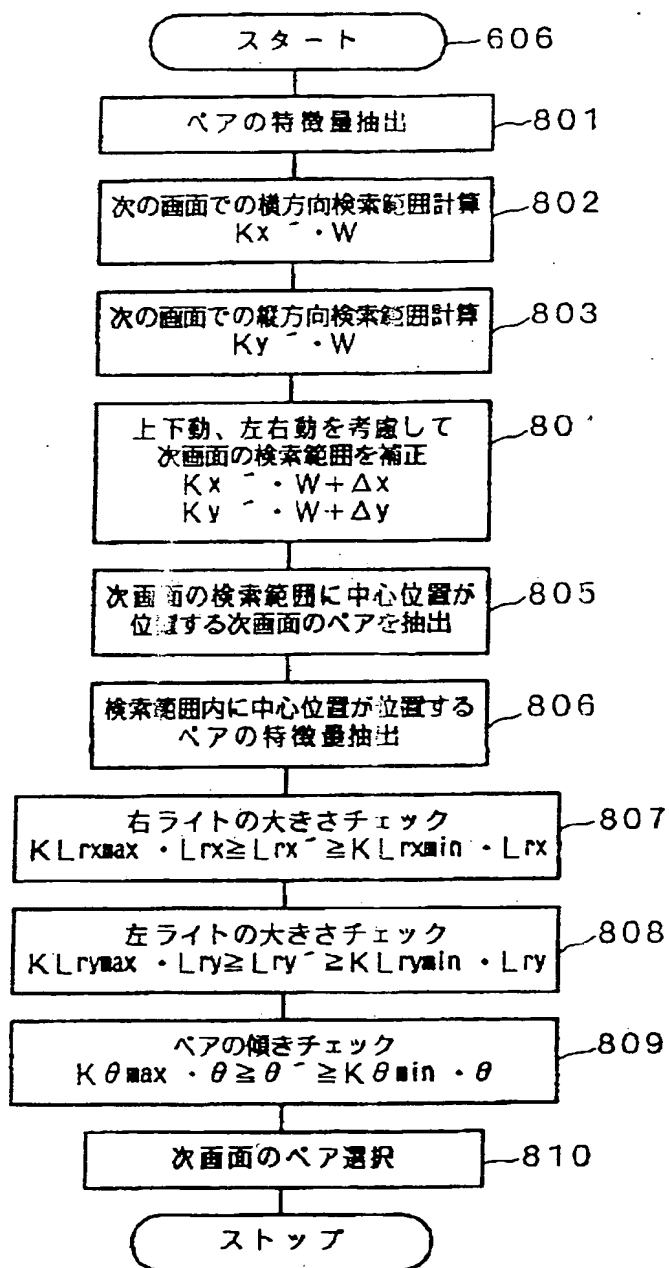 スタート 606
ペアの特徴量抽出 801
次の画面での横方向検索範囲計算 802
Kx´・W
次の画面での縦方向検索範囲計算 803
Ky´・W
上下動、左右動を考慮して
次画面の検索範囲を補正
Kx´・W+Δx
Ky´・W+Δy
次画面の検索範囲に中心位置が 805
位置する次画面のペアを抽出
検索範囲内に中心位置が位置する 806
ペアの特徴量抽出
右ライトの大きさチェック 807
KLrxmax・Lrx≧Lrx´≧KLrxmin・Lrx
左ライトの大きさチェック 808
KLrymax・Lry≧Lry´≧KLrymin・Lry
ペアの傾きチェック 809
Kθmax・θ≧θ´≧Kθmin・θ
次画面のペア選択 810
ストップ